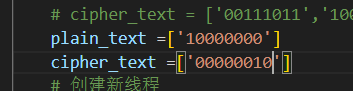 # cipher_text = ['00111011','10
plain_text =['10000000']
cipher_text =['00000010']
# 创建新线程